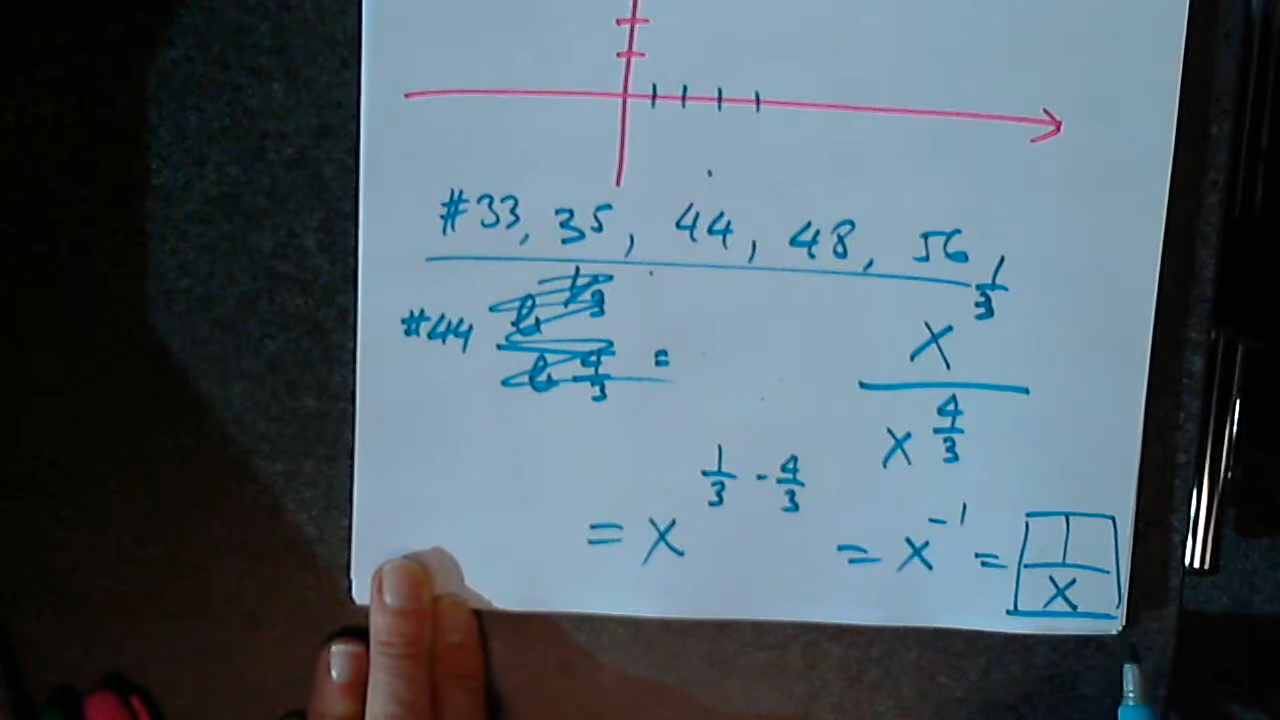 #33, 35, 44, 48, 56,
#44 =
x^{1/3} / x^{4/3}
= x^{1/3 - 4/3} = x^{-1} = 1/x